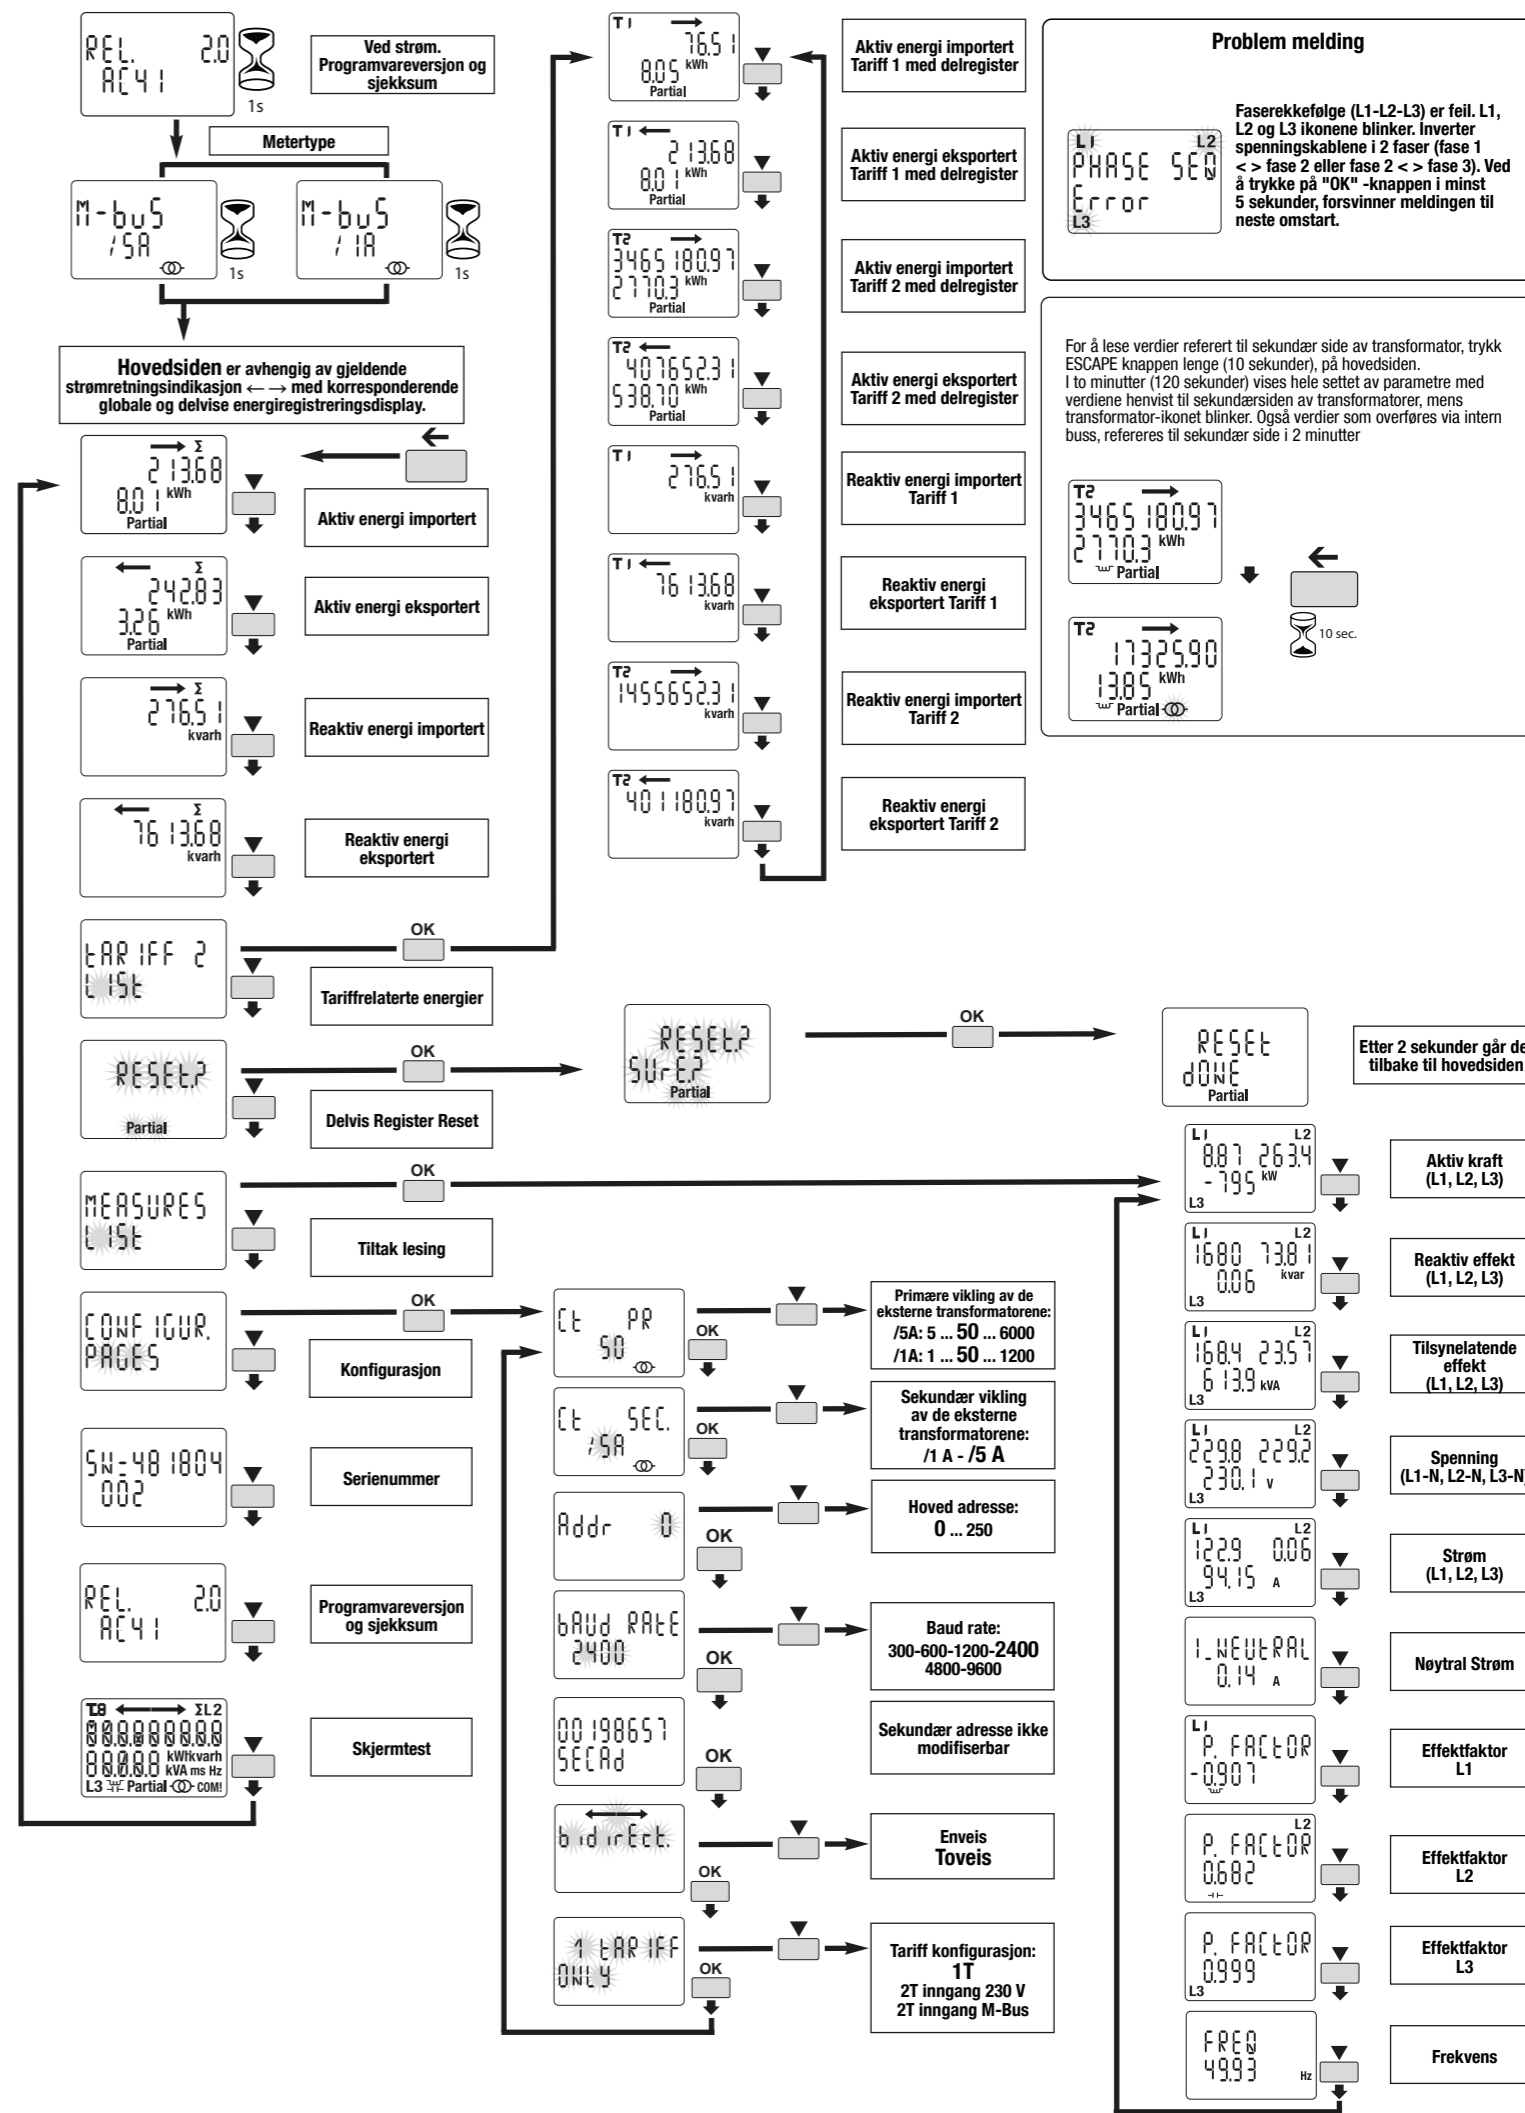 REL. 2.0
AC41
1s
Ved strøm.
Programvareversjon og
sjekksum
Metertype
M-buS
/5A
1s
M-buS
/1A
1s
Hovedsiden er avhengig av gjeldende
strømretningsindikasjon ←→ med korresponderende
globale og delvise energiregistreringsdisplay.
→ Σ
213.68
8.01 kWh
Partial
Aktiv energi importert
← Σ
242.83
3.26 kWh
Partial
Aktiv energi eksportert
→ Σ
276.51
kvarh
Reaktiv energi importert
← Σ
7613.68
kvarh
Reaktiv energi
eksportert
tARIFF 2
LISt
OK
Tariffrelaterte energier
RESEt.?
Partial
OK
Delvis Register Reset
RESEt.?
SUrE.?
Partial
OK
RESEt
dONE
Partial
Etter 2 sekunder går de
tilbake til hovedsiden
MEASURES
LISt
OK
Tiltak lesing
CONFIGUR.
PAGES
OK
Konfigurasjon
SN-481804
002
Serienummer
REL. 2.0
AC41
Programvareversjon
og sjekksum
T.8 ΣL2
kWhkvarh
kVA ms Hz
L3 Partial COM!
Skjermtest
T1 →
76.51
8.05 kWh
Partial
Aktiv energi importert
Tariff 1 med delregister
T1 ←
213.68
8.01 kWh
Partial
Aktiv energi eksportert
Tariff 1 med delregister
T2 →
3465180.97
2770.3 kWh
Partial
Aktiv energi importert
Tariff 2 med delregister
T2 ←
407652.31
538.70 kWh
Partial
Aktiv energi eksportert
Tariff 2 med delregister
T1 →
276.51
kvarh
Reaktiv energi importert
Tariff 1
T1 ←
7613.68
kvarh
Reaktiv energi
eksportert Tariff 1
T2 →
1455652.31
kvarh
Reaktiv energi importert
Tariff 2
T2 ←
401180.97
kvarh
Reaktiv energi
eksportert Tariff 2
Problem melding
L1 L2
PHASE SEQ
Error
L3
Faserekkefølge (L1-L2-L3) er feil. L1,
L2 og L3 ikonene blinker. Inverter
spenningskablene i 2 faser (fase 1
< > fase 2 eller fase 2 < > fase 3). Ved
å trykke på "OK" -knappen i minst
5 sekunder, forsvinner meldingen til
neste omstart.
For å lese verdier referert til sekundær side av transformator, trykk
ESCAPE knappen lenge (10 sekunder), på hovedsiden.
I to minutter (120 sekunder) vises hele settet av parametre med
verdiene henvist til sekundærsiden av transformatorer, mens
transformator-ikonet blinker. Også verdier som overføres via intern
buss, refereres til sekundær side i 2 minutter
T2 →
3465180.97
2770.3 kWh
Partial
10 sec.
T2 →
17325.90
13.85 kWh
Partial
Ct PR
50
OK
Primære vikling av de
eksterne transformatorene:
/5A: 5 ... 50 ... 6000
/1A: 1 ... 50 ... 1200
Ct SEC.
/5A
OK
Sekundær vikling
av de eksterne
transformatorene:
/1 A - /5 A
Addr 0
OK
Hoved adresse:
0 ... 250
bAUd RAtE
2400
OK
Baud rate:
300-600-1200-2400
4800-9600
00198657
SECAd
OK
Sekundær adresse ikke
modifiserbar
bidirEct.
OK
Enveis
Toveis
1 tARIFF
ONLY
OK
Tariff konfigurasjon:
1T
2T inngang 230 V
2T inngang M-Bus
L1 L2
8.87 263.4
-795 kW
L3
Aktiv kraft
(L1, L2, L3)
L1 L2
1680 73.81
0.06 kvar
L3
Reaktiv effekt
(L1, L2, L3)
L1 L2
168.4 23.57
613.9 kVA
L3
Tilsynelatende
effekt
(L1, L2, L3)
L1 L2
229.8 229.2
230.1 V
L3
Spenning
(L1-N, L2-N, L3-N)
L1 L2
122.9 0.06
94.15 A
L3
Strøm
(L1, L2, L3)
I_NEUtRAL
0.14 A
Nøytral Strøm
L1
P. FACtOR
-0.907
Effektfaktor
L1
L2
P. FACtOR
0.682
Effektfaktor
L2
P. FACtOR
0.999
L3
Effektfaktor
L3
FREQ
49.93 Hz
Frekvens